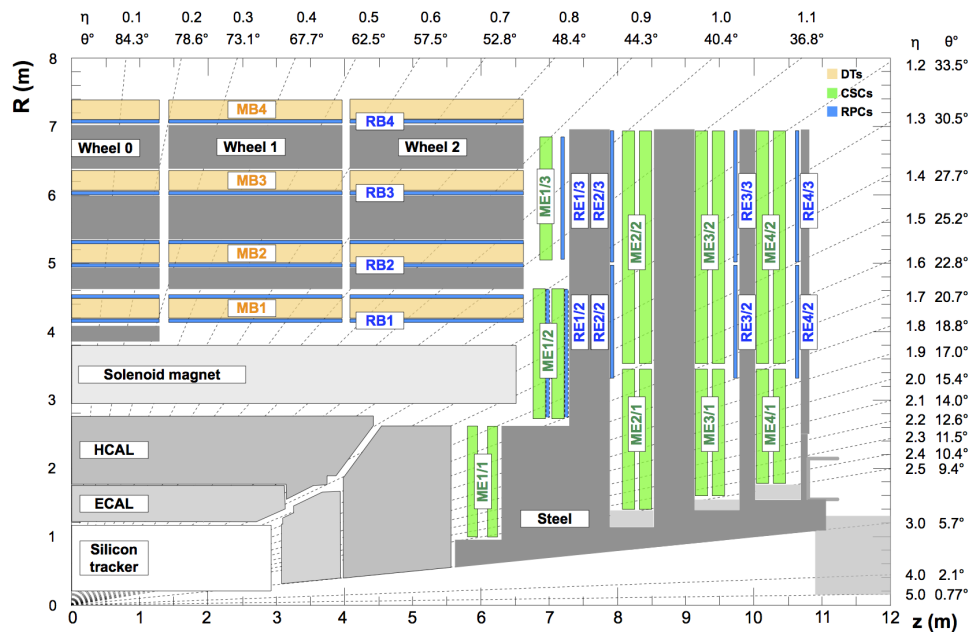 η 0.1 0.2 0.3 0.4 0.5 0.6 0.7 0.8 0.9 1.0 1.1
θ° 84.3° 78.6° 73.1° 67.7° 62.5° 57.5° 52.8° 48.4° 44.3° 40.4° 36.8°
η θ°
1.2 33.5°
1.3 30.5°
1.4 27.7°
1.5 25.2°
1.6 22.8°
1.7 20.7°
1.8 18.8°
1.9 17.0°
2.0 15.4°
2.1 14.0°
2.2 12.6°
2.3 11.5°
2.4 10.4°
2.5 9.4°
3.0 5.7°
4.0 2.1°
5.0 0.77°
R (m)
8
7
6
5
4
3
2
1
0
DTs
CSCs
RPCs
MB4
RB4
Wheel 0
Wheel 1
Wheel 2
MB3
RB3
MB2
RB2
MB1
RB1
Solenoid magnet
HCAL
ECAL
Silicon
tracker
Steel
ME1/3
ME1/2
ME1/1
RE1/3
RE2/3
RE1/2
RE2/2
ME2/2
ME2/1
ME3/2
ME3/1
RE3/3
RE3/2
ME4/2
ME4/1
RE4/3
RE4/2
0 1 2 3 4 5 6 7 8 9 10 11 12
z (m)